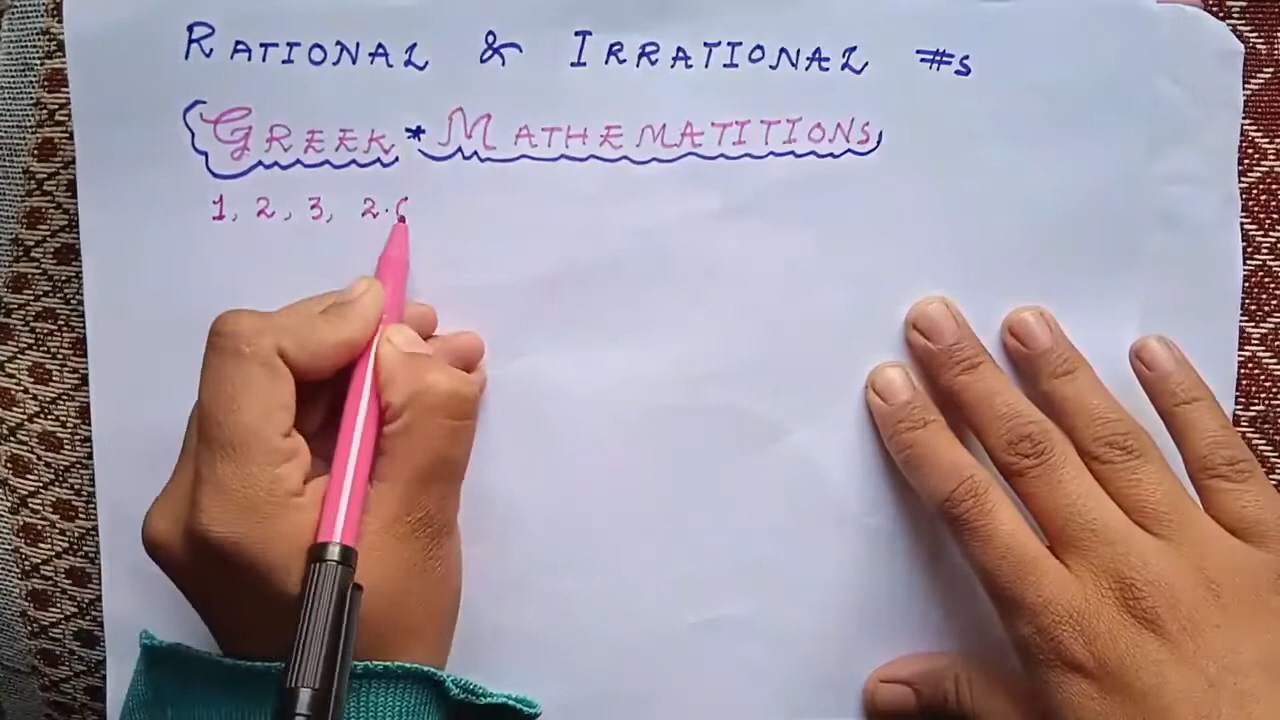 RATIONAL & IRRATIONAL #s
GREEK * MATHEMATITIONS
1, 2, 3, 2.